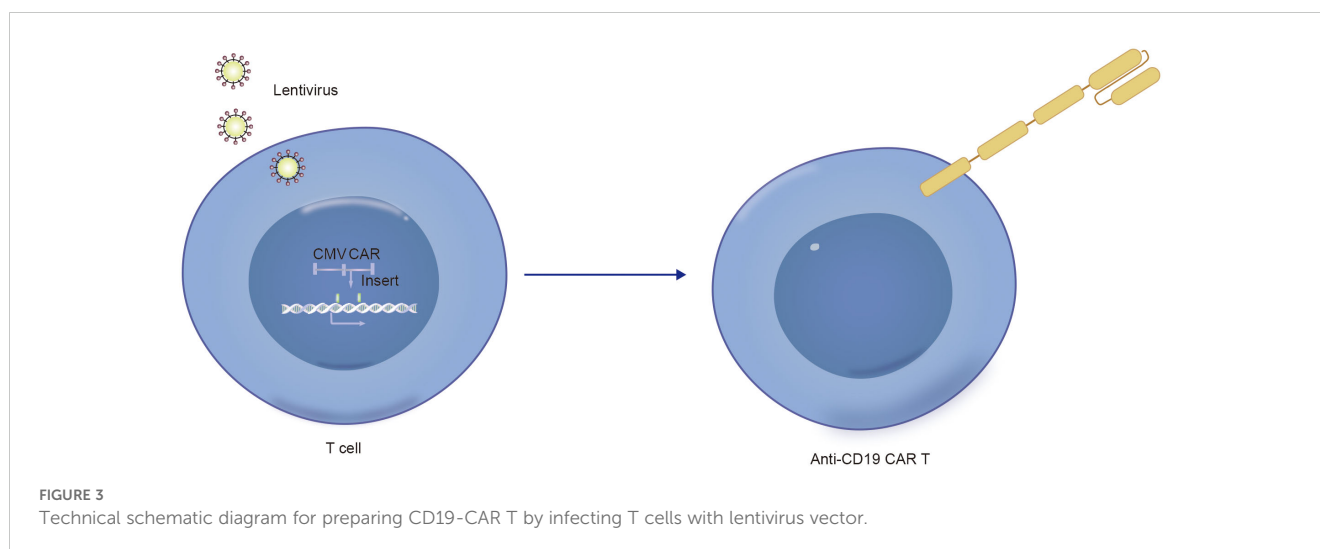 Lentivirus
CMV CAR
Insert
T cell
Anti-CD19 CAR T
FIGURE 3
Technical schematic diagram for preparing CD19-CAR T by infecting T cells with lentivirus vector.